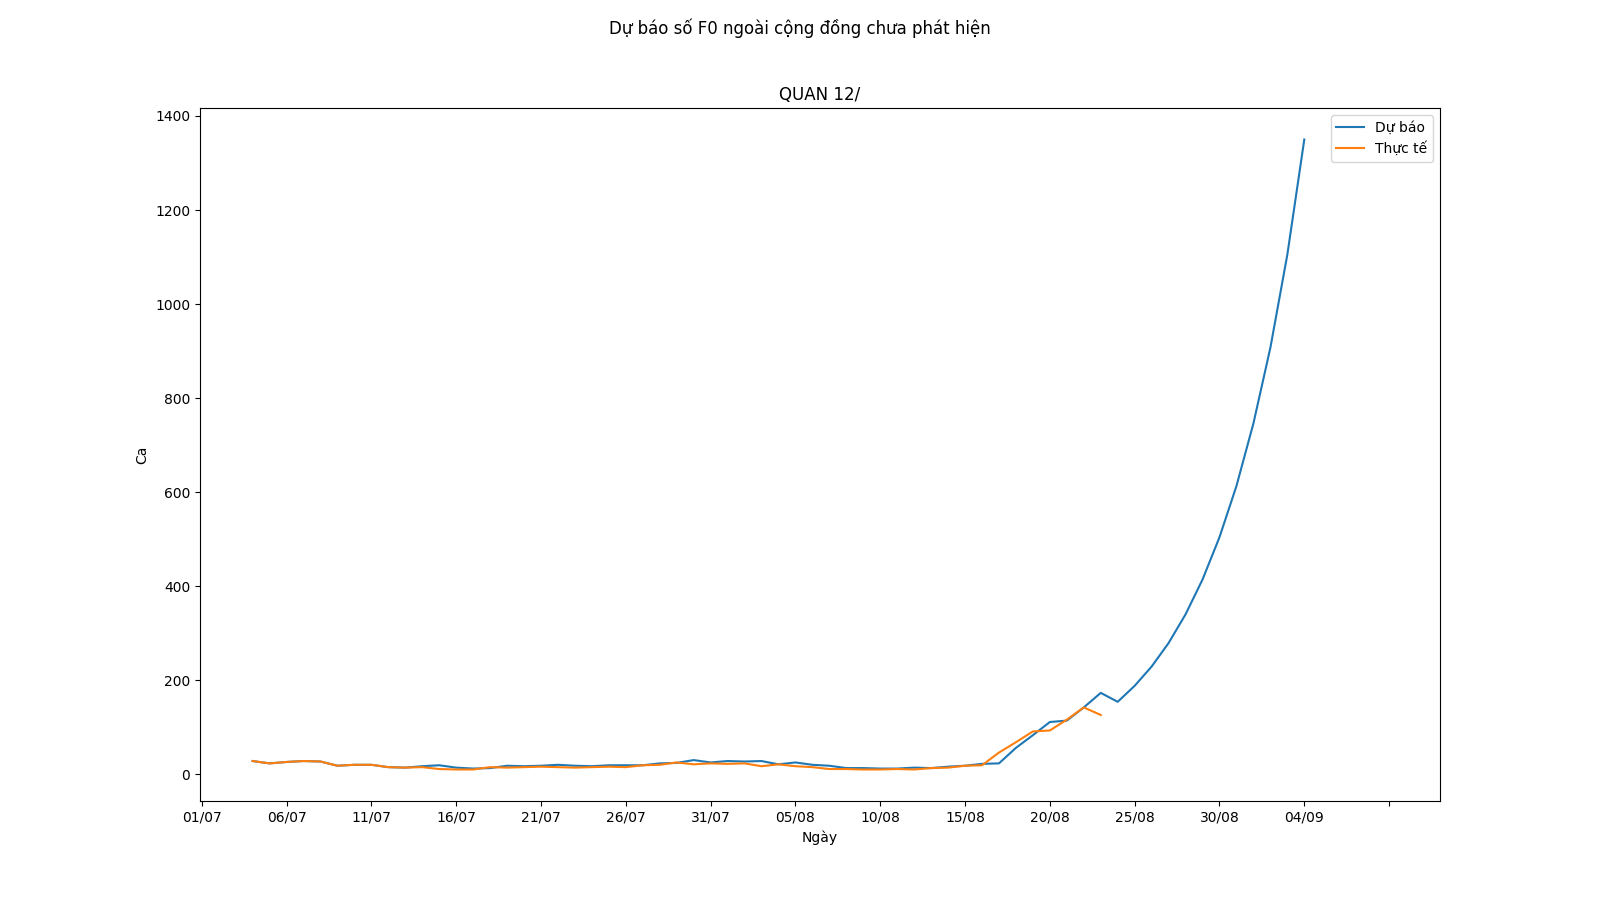 Dự báo số F0 ngoài cộng đồng chưa phát hiện
QUAN 12/
1400
1200
1000
800
600
400
200
0
Ca
Dự báo
Thực tế
01/07 06/07 11/07 16/07 21/07 26/07 31/07 05/08 10/08 15/08 20/08 25/08 30/08 04/09
Ngày